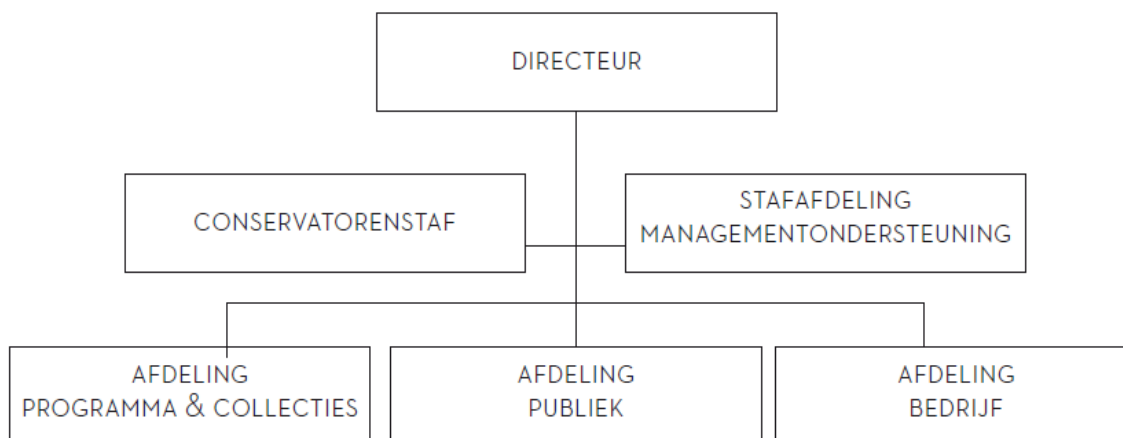 DIRECTEUR
CONSERVATORENSTAF
STAFAFDELING
MANAGEMENTONDERSTEUNING
AFDELING
PROGRAMMA & COLLECTIES
AFDELING
PUBLIEK
AFDELING
BEDRIJF